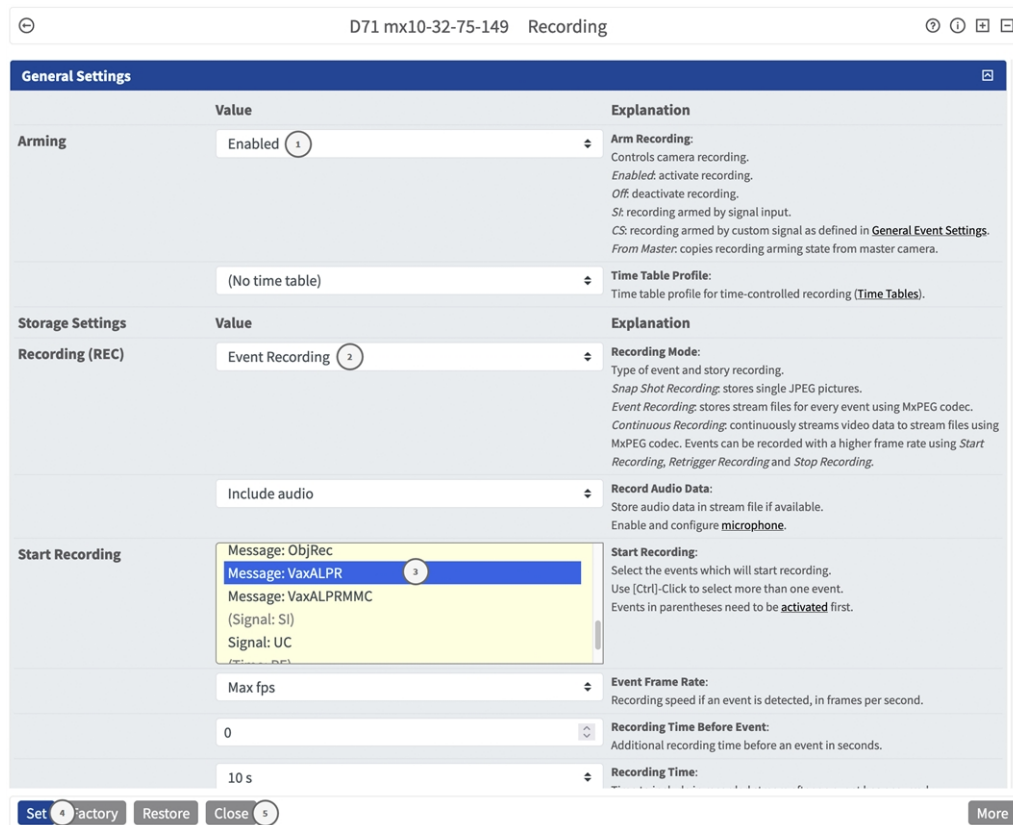 D71 mx10-32-75-149 Recording
General Settings
Value Explanation
Arming Enabled 1 Arm Recording:
Controls camera recording.
Enabled: activate recording.
Off: deactivate recording.
SI: recording armed by signal input.
CS: recording armed by custom signal as defined in General Event Settings.
From Master: copies recording arming state from master camera.
(No time table) Time Table Profile:
Time table profile for time-controlled recording (Time Tables).
Storage Settings Value Explanation
Recording (REC) Event Recording 2 Recording Mode:
Type of event and story recording.
Snap Shot Recording: stores single JPEG pictures.
Event Recording: stores stream files for every event using MxPEG codec.
Continuous Recording: continuously streams video data to stream files using
MxPEG codec. Events can be recorded with a higher frame rate using Start
Recording, Retrigger Recording and Stop Recording.
Include audio Record Audio Data:
Store audio data in stream file if available.
Enable and configure microphone.
Start Recording Message: ObjRec Start Recording:
Message: VaxALPR 3 Select the events which will start recording.
Message: VaxALPRMMC Use [Ctrl]-Click to select more than one event.
(Signal: SI) Events in parentheses need to be activated first.
Signal: UC
Max fps Event Frame Rate:
Recording speed if an event is detected, in frames per second.
0 Recording Time Before Event:
Additional recording time before an event in seconds.
10 s Recording Time:
Set 4 Factory Restore Close 5 More